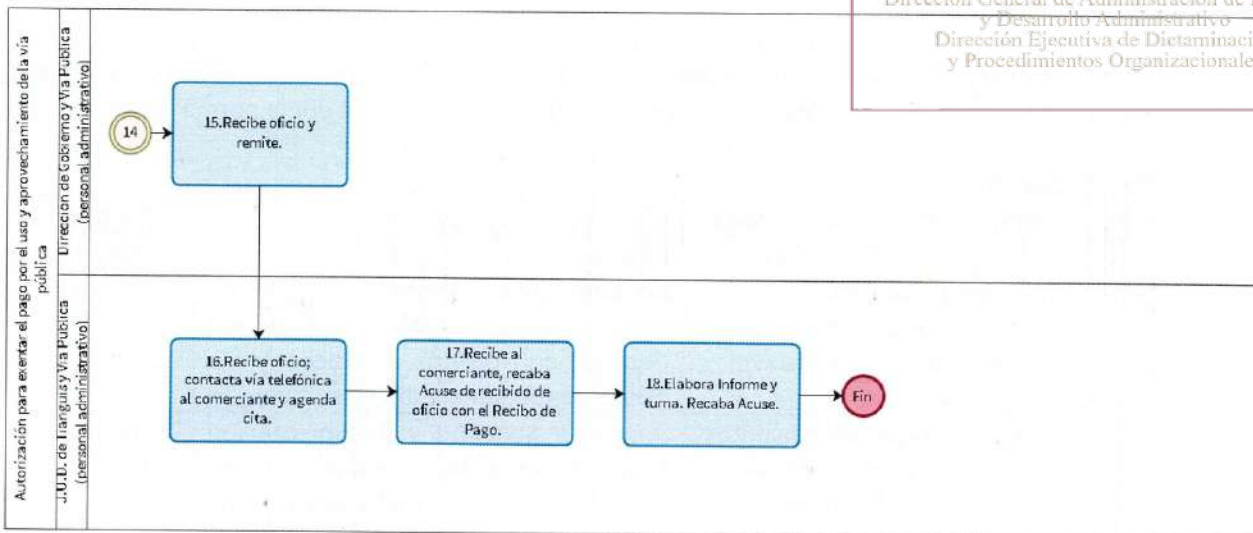 Dirección General de Administración de
y Desarrollo Administrativo
Dirección Ejecutiva de Dictaminaci
y Procedimientos Organizacionale
Autorización para exentar el pago por el uso y aprovechamiento de la vía
pública
Dirección de Gobierno y Vía Pública
(personal administrativo)
14
15.Recibe oficio y
remite.
J.U.D. de Tianguis y Vía Pública
(personal administrativo)
16.Recibe oficio;
contacta vía telefónica
al comerciante y agenda
cita.
17.Recibe al
comerciante, recaba
Acuse de recibido de
oficio con el Recibo de
Pago.
18.Elabora Informe y
turna. Recaba Acuse.
Fin